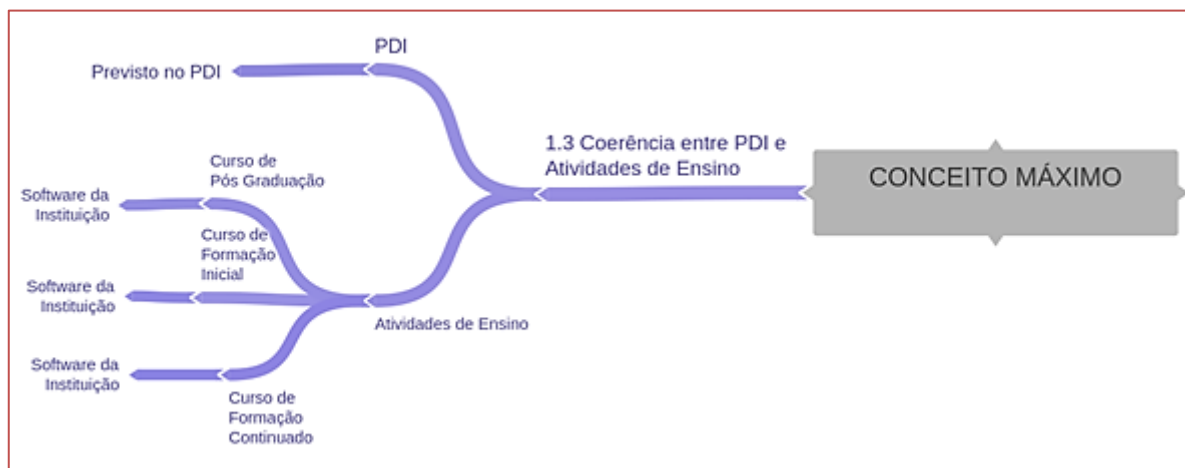 PDI
Previsto no PDI
1.3 Coerência entre PDI e
Atividades de Ensino
CONCEITO MÁXIMO
Curso de
Pós Graduação
Software da
Instituição
Curso de
Formação
Inicial
Software da
Instituição
Atividades de Ensino
Software da
Instituição
Curso de
Formação
Continuado